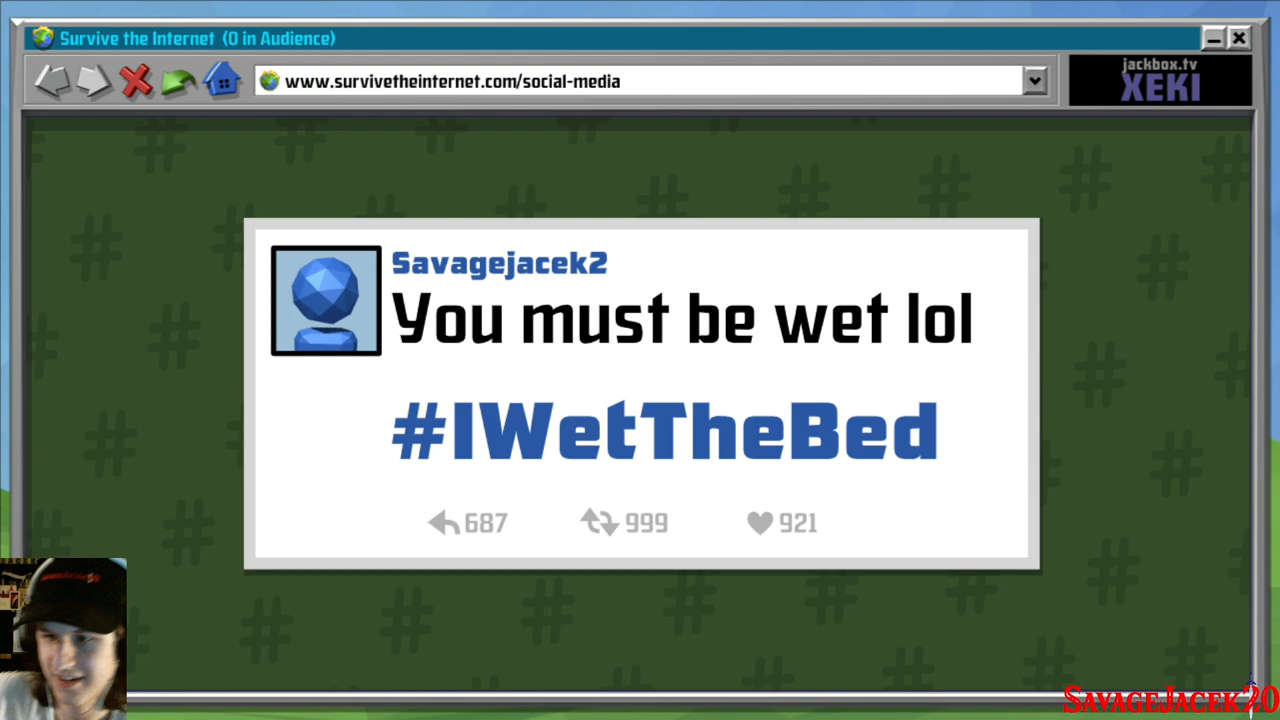 Survive the Internet (0 in Audience)
www.survivetheinternet.com/social-media
jackbox.tv
XEKI
Savagejacek2
You must be wet lol
#IWetTheBed
687 999 921
SavageJacek20